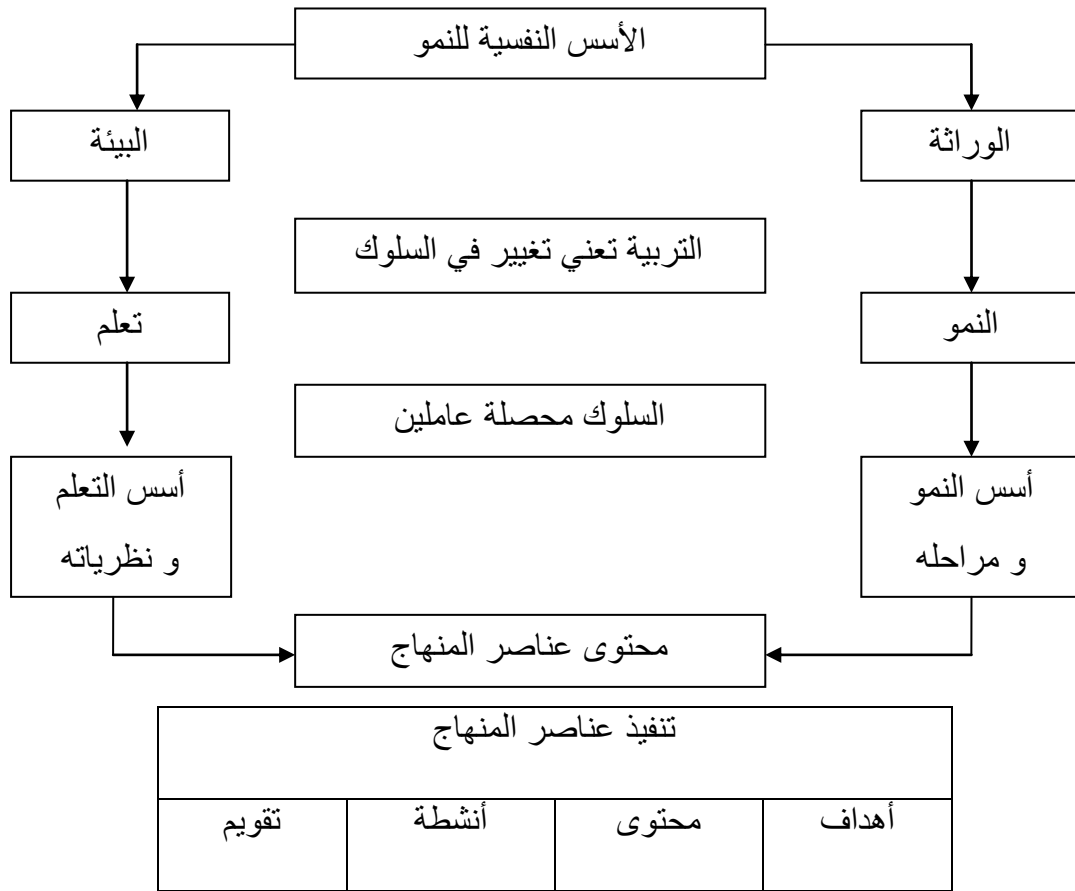 الأسس النفسية للنمو
الوراثة
البيئة
التربية تعني تغيير في السلوك
النمو
تعلم
السلوك محصلة عاملين
أسس النمو
و مراحله
أسس التعلم
و نظرياته
محتوى عناصر المنهاج
تنفيذ عناصر المنهاج
أهداف
محتوى
أنشطة
تقويم